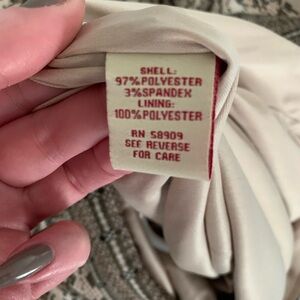 SHELL:
97% POLYESTER
3% SPANDEX
LINING:
100% POLYESTER
RN 58909
SEE REVERSE
FOR CARE